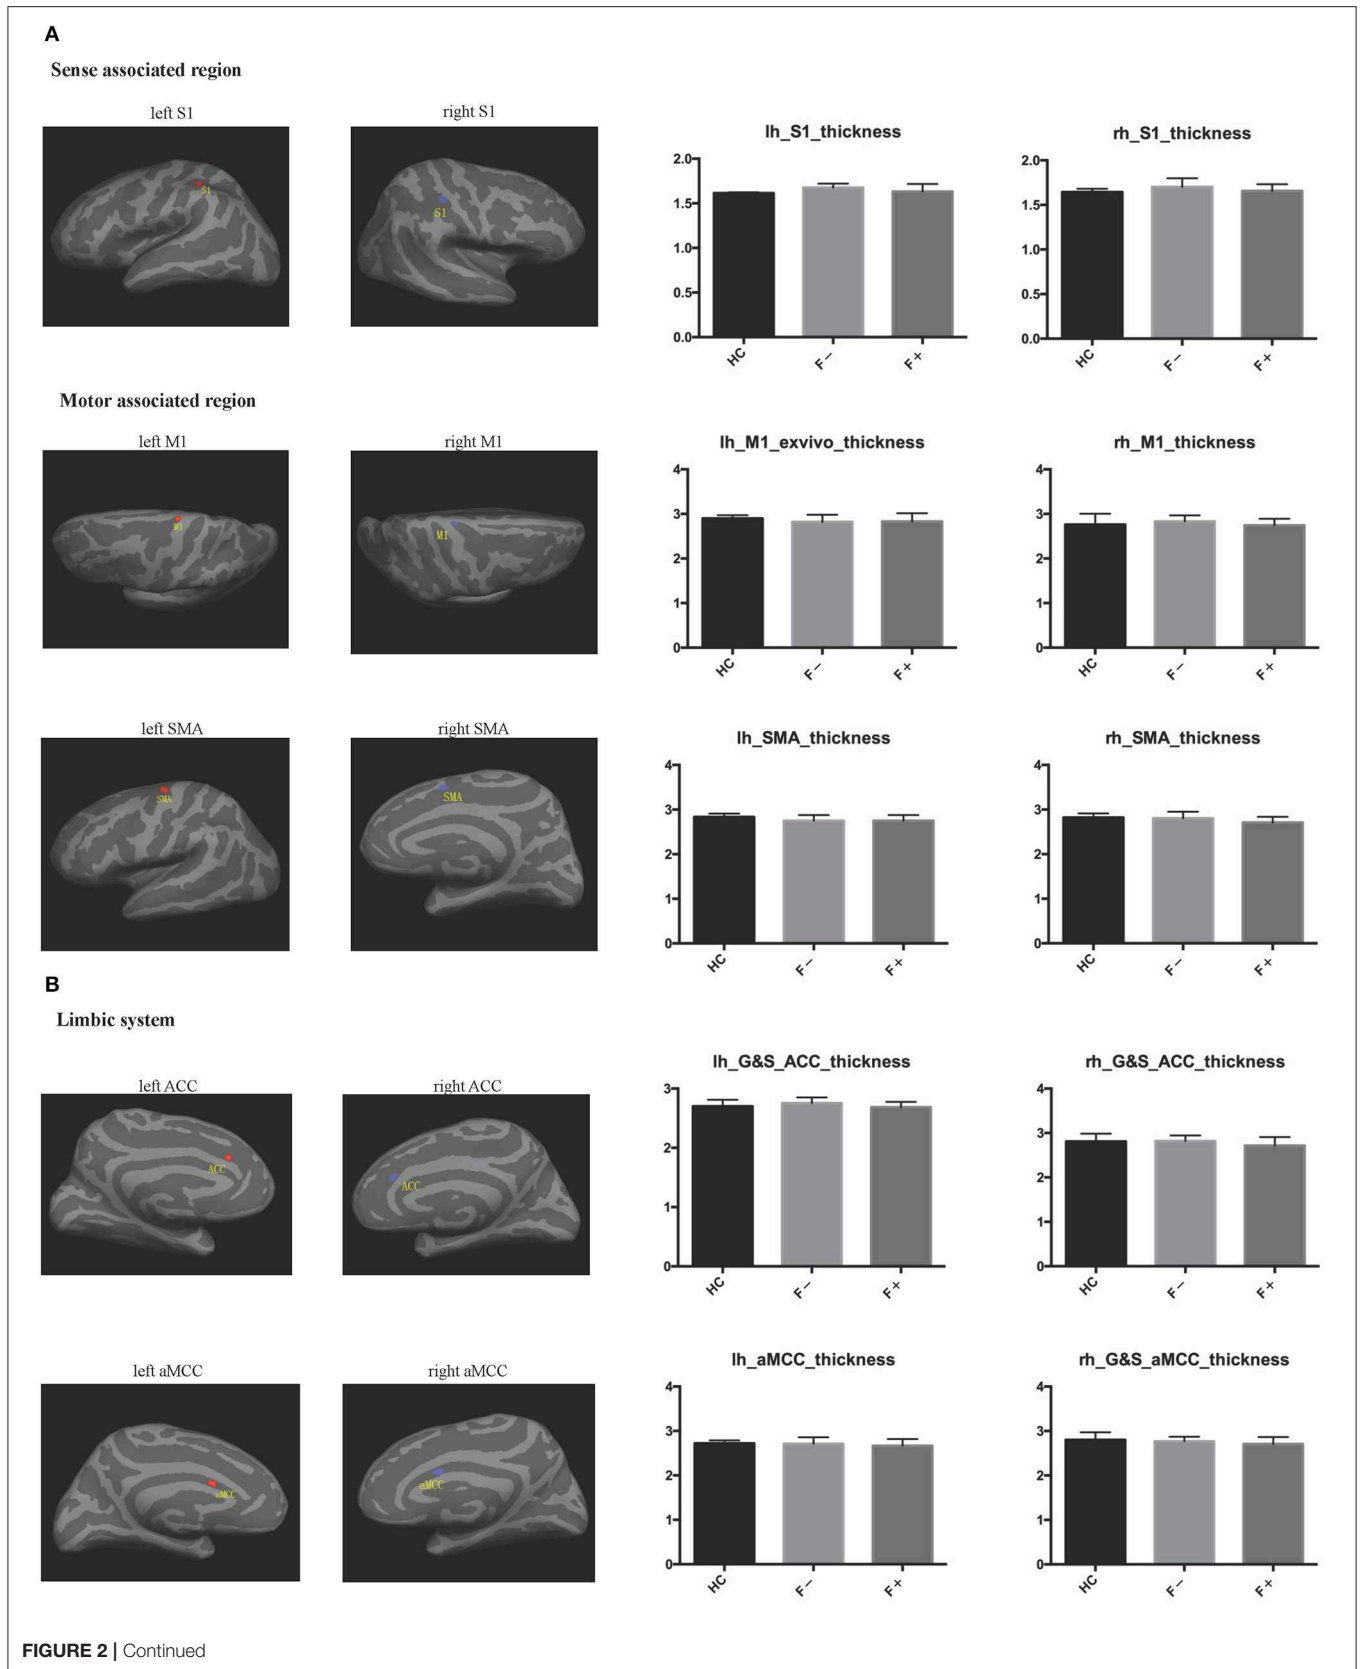 A
Sense associated region
left S1
right S1
S1
S1
lh_S1_thickness
2.0
1.5
1.0
0.5
0.0
HC
F−
F+
rh_S1_thickness
2.0
1.5
1.0
0.5
0.0
HC
F−
F+
Motor associated region
left M1
right M1
M1
M1
lh_M1_exvivo_thickness
4
3
2
1
0
HC
F−
F+
rh_M1_thickness
4
3
2
1
0
HC
F−
F+
left SMA
right SMA
SMA
SMA
lh_SMA_thickness
4
3
2
1
0
HC
F−
F+
rh_SMA_thickness
4
3
2
1
0
HC
F−
F+
B
Limbic system
left ACC
right ACC
ACC
ACC
lh_G&S_ACC_thickness
3
2
1
0
HC
F−
F+
rh_G&S_ACC_thickness
4
3
2
1
0
HC
F−
F+
left aMCC
right aMCC
aMCC
aMCC
lh_aMCC_thickness
4
3
2
1
0
HC
F−
F+
rh_G&S_aMCC_thickness
4
3
2
1
0
HC
F−
F+
FIGURE 2 | Continued